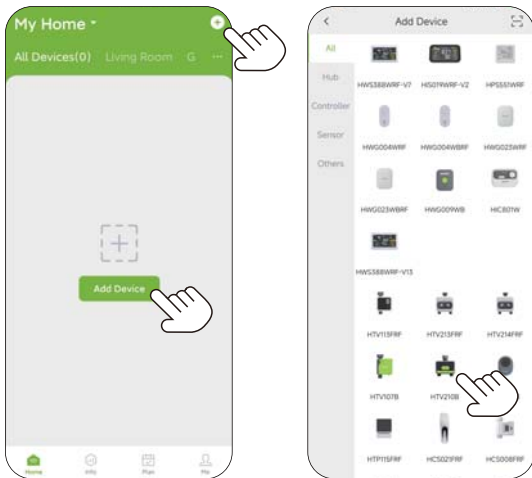 My Home
All Devices(0) Living Room G ...
Add Device
Home Info Plan Me
Add Device
All
Hub
Controller
Sensor
Others
HWS388WRF-V7 HIS019WRF-V2 HPS551WRF
HWG004WRF HWG004WBRF HWG023WRF
HWG023WBRF HWG009WB HIC801W
HWS388WRF-V13
HTV113FRF HTV213FRF HTV214FRF
HTV107B HTV210B
HTP115FRF HCS021FRF HCS008FRF